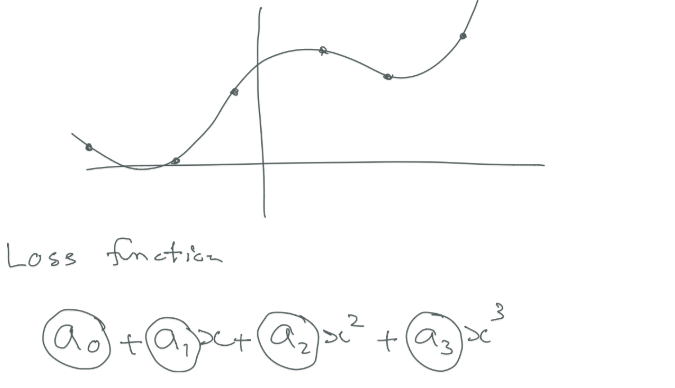 Loss function
a₀ + a₁x + a₂x² + a₃x³